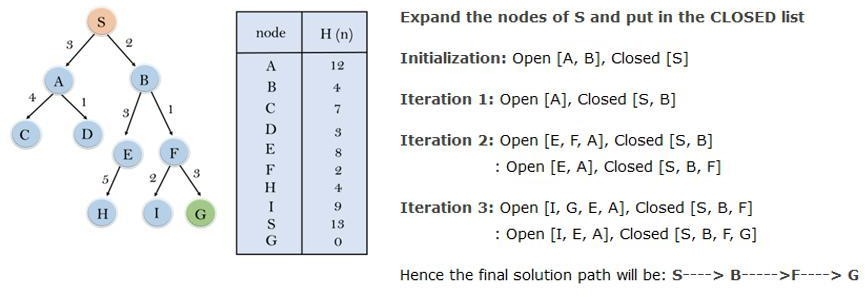 S
3
2
A
B
4
1
3
1
C
D
E
F
5
2
3
H
I
G
node H (n)
A 12
B 4
C 7
D 3
E 8
F 2
H 4
I 9
S 13
G 0
Expand the nodes of S and put in the CLOSED list
Initialization: Open [A, B], Closed [S]
Iteration 1: Open [A], Closed [S, B]
Iteration 2: Open [E, F, A], Closed [S, B]
: Open [E, A], Closed [S, B, F]
Iteration 3: Open [I, G, E, A], Closed [S, B, F]
: Open [I, E, A], Closed [S, B, F, G]
Hence the final solution path will be: S----> B----->F----> G